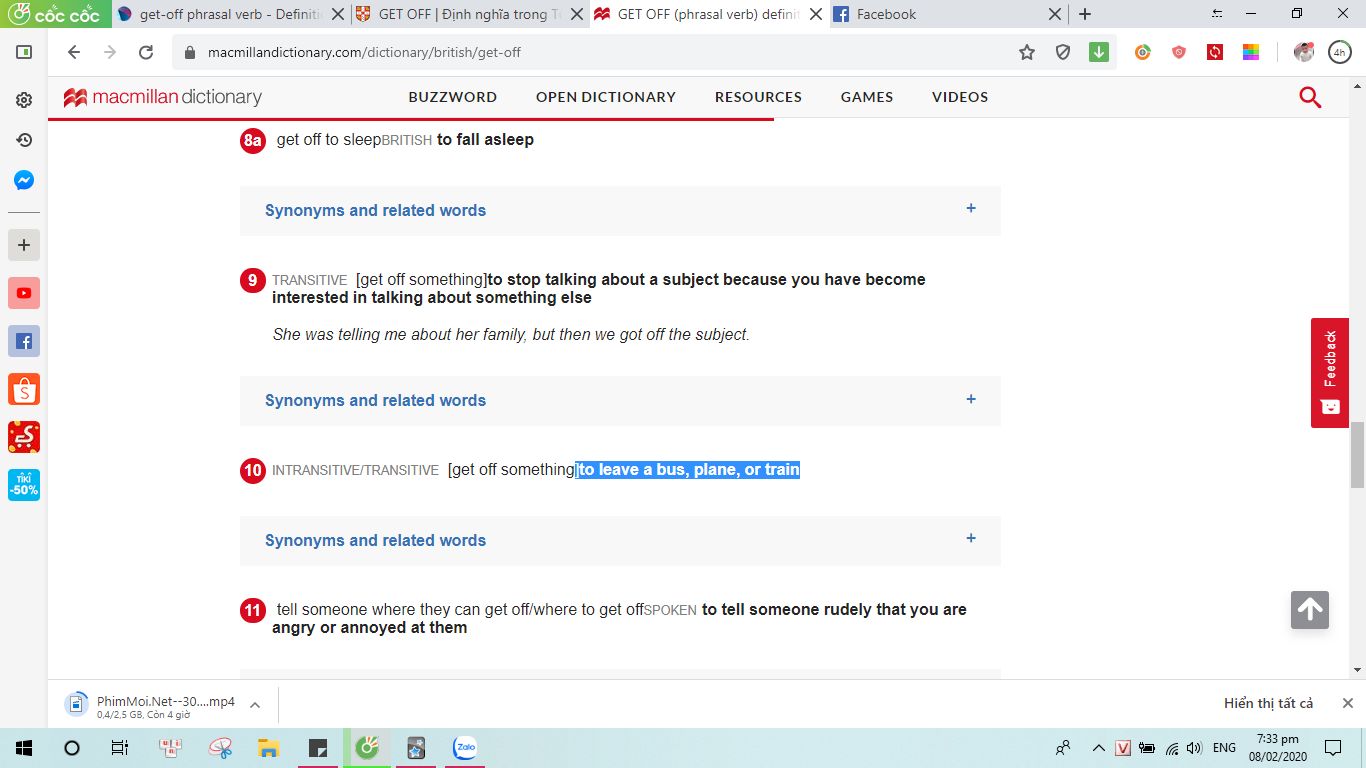 cốc cốc
get-off phrasal verb - Definiti
GET OFF | Định nghĩa trong T
GET OFF (phrasal verb) definit
Facebook
macmillandictionary.com/dictionary/british/get-off
4h
macmillan dictionary
BUZZWORD OPEN DICTIONARY RESOURCES GAMES VIDEOS
8a get off to sleepBRITISH to fall asleep
Synonyms and related words +
9 TRANSITIVE [get off something]to stop talking about a subject because you have become
interested in talking about something else
She was telling me about her family, but then we got off the subject.
Synonyms and related words +
Feedback
10 INTRANSITIVE/TRANSITIVE [get off something]to leave a bus, plane, or train
TIKI
-50%
Synonyms and related words +
11 tell someone where they can get off/where to get offSPOKEN to tell someone rudely that you are
angry or annoyed at them
PhimMoi.Net--30....mp4
0,4/2,5 GB, Còn 4 giờ
Hiển thị tất cả
Zalo
V
ENG
7:33 pm
08/02/2020